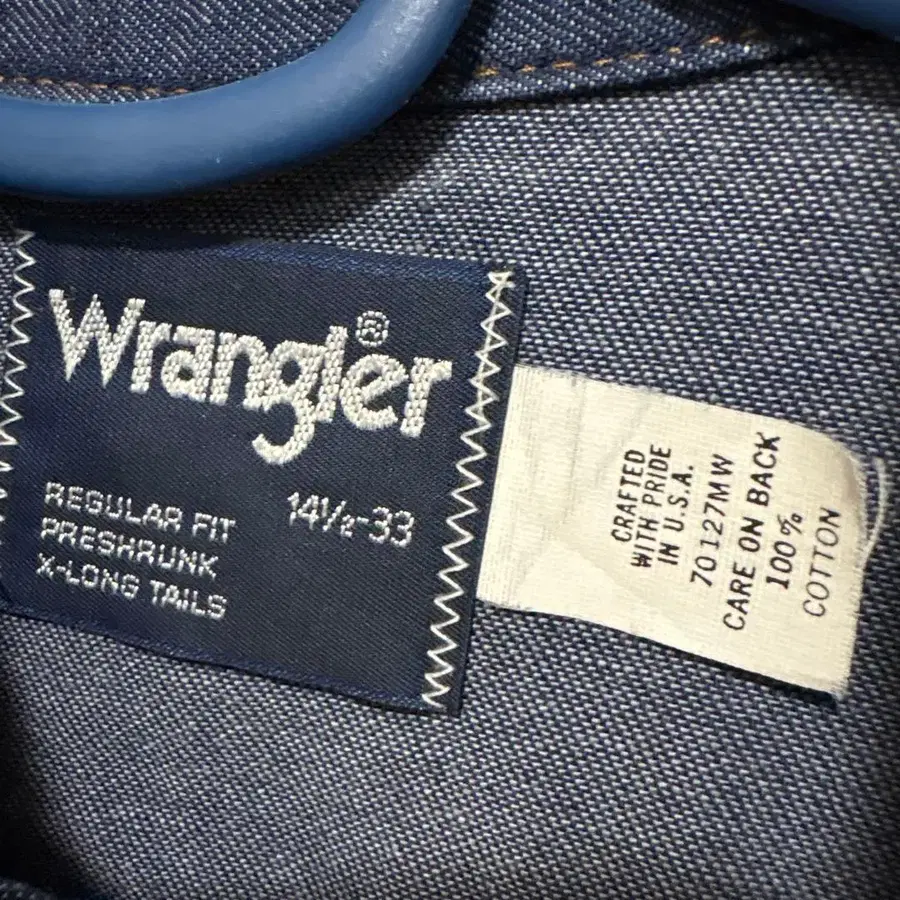 Wrangler®
REGULAR FIT
PRESHRUNK
X-LONG TAILS
14½-33
CRAFTED
WITH PRIDE
IN U.S.A.
70127MW
CARE ON BACK
100%
COTTON